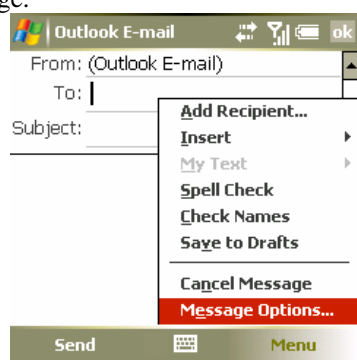 ge.
Outlook E-mail ok
From: (Outlook E-mail)
To:
Subject:
Add Recipient...
Insert
My Text
Spell Check
Check Names
Save to Drafts
Cancel Message
Message Options...
Send Menu